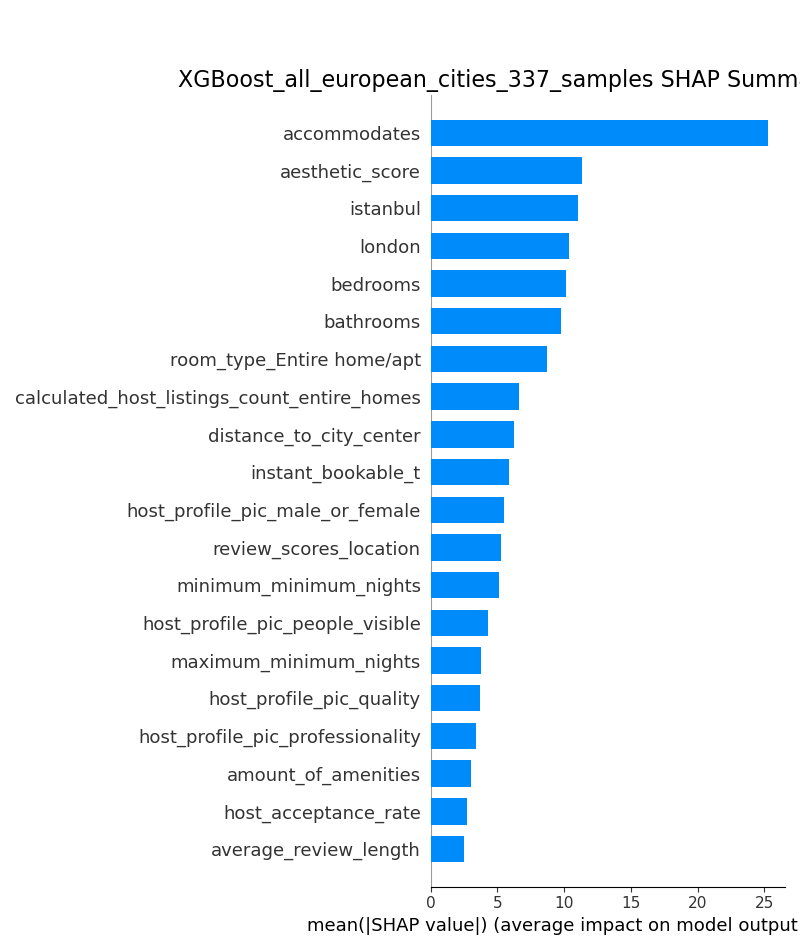 XGBoost_all_european_cities_337_samples SHAP Summa
accommodates
aesthetic_score
istanbul
london
bedrooms
bathrooms
room_type_Entire home/apt
calculated_host_listings_count_entire_homes
distance_to_city_center
instant_bookable_t
host_profile_pic_male_or_female
review_scores_location
minimum_minimum_nights
host_profile_pic_people_visible
maximum_minimum_nights
host_profile_pic_quality
host_profile_pic_professionality
amount_of_amenities
host_acceptance_rate
average_review_length
0 5 10 15 20 25
mean(|SHAP value|) (average impact on model output